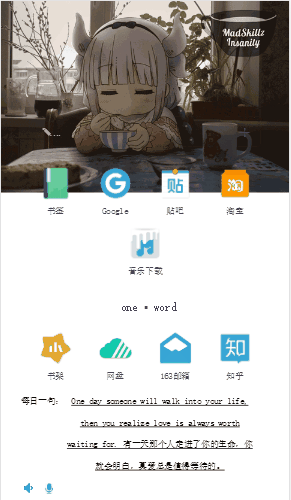 MadSkillz
Insanity
贴
淘
书签 Google 贴吧 淘宝
音乐下载
one • word
知
书架 网盘 163邮箱 知乎
每日一句: One day someone will walk into your life,
then you realize love is always worth
waiting for. 有一天那个人走进了你的生命，你
就会明白，真爱总是值得等待的。